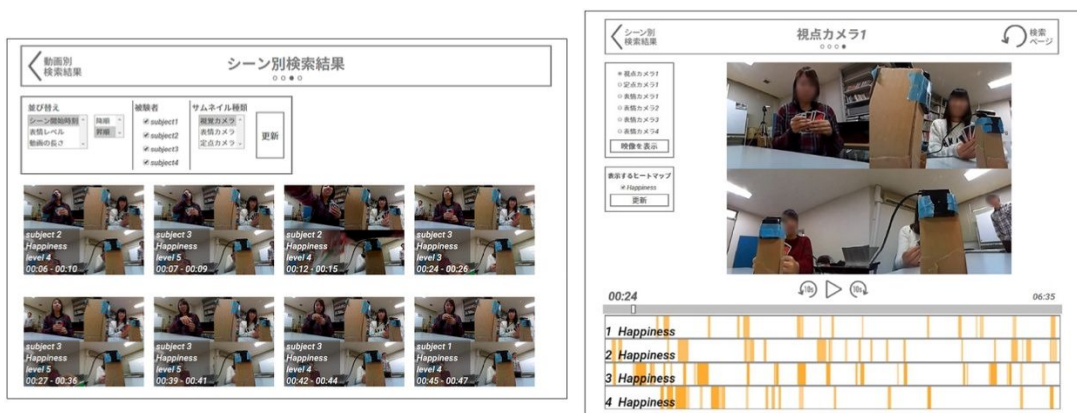 動画別
検索結果
シーン別検索結果
並び替え
シーン開始時刻
表情レベル
動画の長さ
降順
昇順
被験者
subject1
subject2
subject3
subject4
サムネイル種類
視覚カメラ
表情カメラ
定点カメラ
更新
subject 2
Happiness
level 4
00:06 - 00:10
subject 3
Happiness
level 5
00:07 - 00:09
subject 2
Happiness
level 4
00:12 - 00:15
subject 3
Happiness
level 3
00:24 - 00:26
subject 3
Happiness
level 5
00:27 - 00:36
subject 3
Happiness
level 5
00:39 - 00:41
subject 3
Happiness
level 4
00:42 - 00:44
subject 1
Happiness
level 4
00:45 - 00:47
シーン別
検索結果
視点カメラ1
検索
ページ
視点カメラ1
定点カメラ1
表情カメラ1
表情カメラ2
表情カメラ3
表情カメラ4
映像を表示
表示するヒートマップ
Happiness
更新
10s
10s
00:24
06:35
1 Happiness
2 Happiness
3 Happiness
4 Happiness